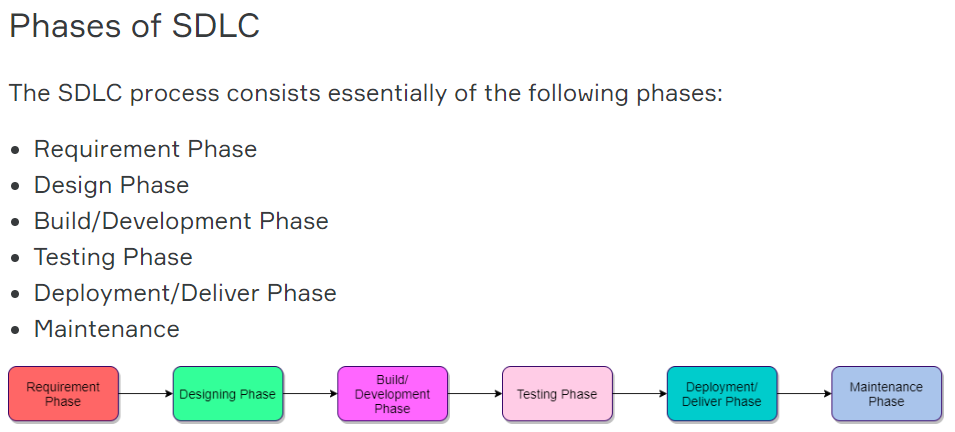 Phases of SDLC
The SDLC process consists essentially of the following phases:
• Requirement Phase
• Design Phase
• Build/Development Phase
• Testing Phase
• Deployment/Deliver Phase
• Maintenance
Requirement
Phase
Designing Phase
Build/
Development
Phase
Testing Phase
Deployment/
Deliver Phase
Maintenance
Phase